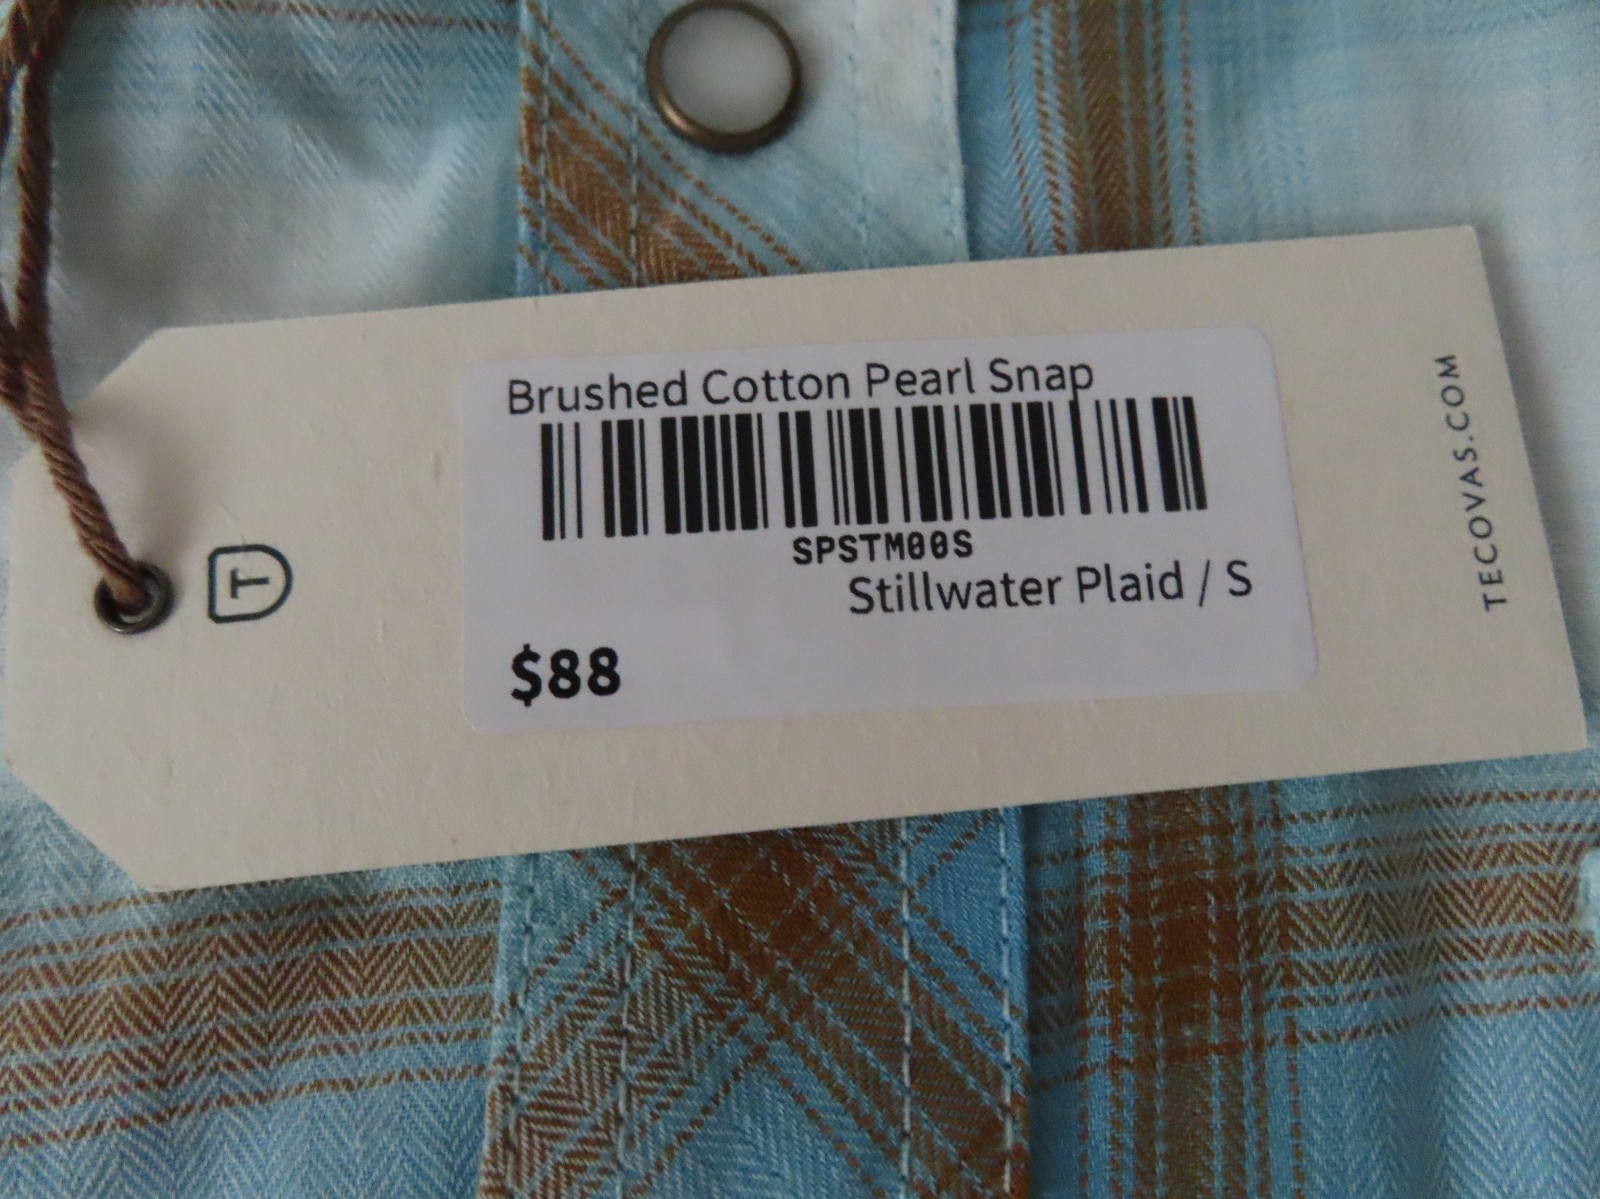 Brushed Cotton Pearl Snap
SPSTM00S
Stillwater Plaid / S
$88
T
TECOVAS.COM